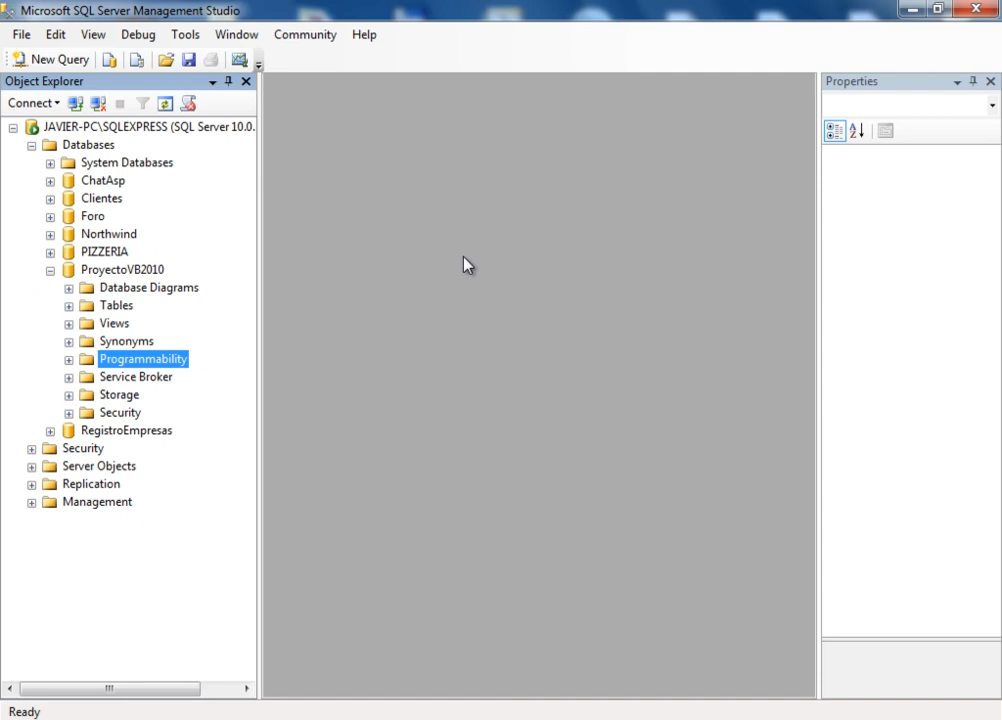 Microsoft SQL Server Management Studio
File Edit View Debug Tools Window Community Help
New Query
Object Explorer
Properties
Connect
JAVIER-PC\SQLEXPRESS (SQL Server 10.0.
Databases
System Databases
ChatAsp
Clientes
Foro
Northwind
PIZZERIA
ProyectoVB2010
Database Diagrams
Tables
Views
Synonyms
Programmability
Service Broker
Storage
Security
RegistroEmpresas
Security
Server Objects
Replication
Management
Ready